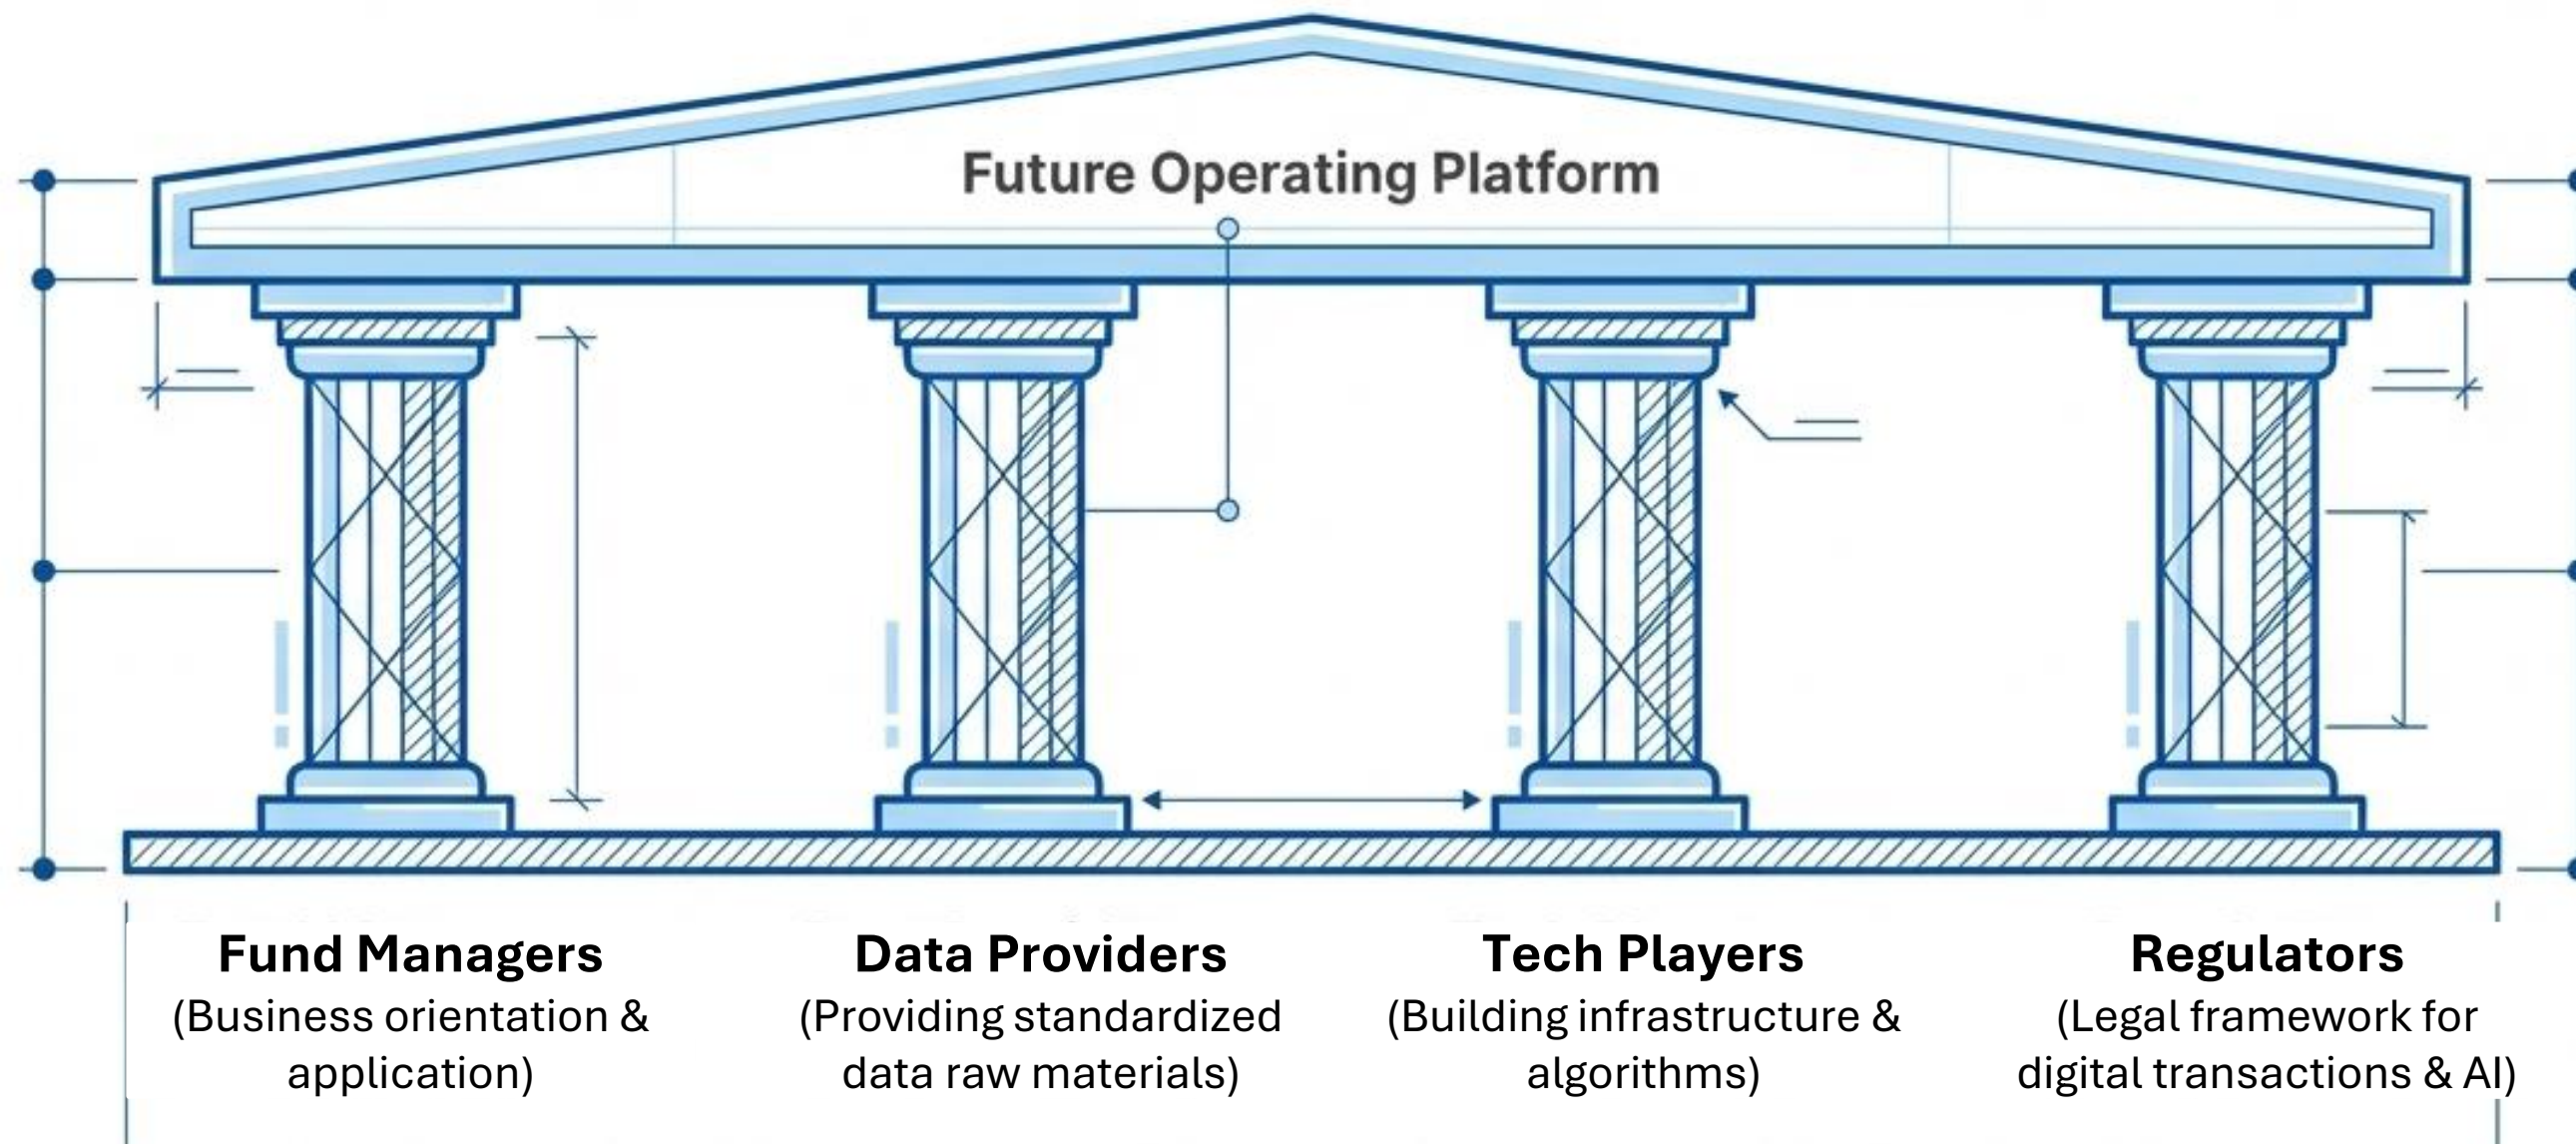 Future Operating Platform
Fund Managers
(Business orientation &
application)
Data Providers
(Providing standardized
data raw materials)
Tech Players
(Building infrastructure &
algorithms)
Regulators
(Legal framework for
digital transactions & AI)